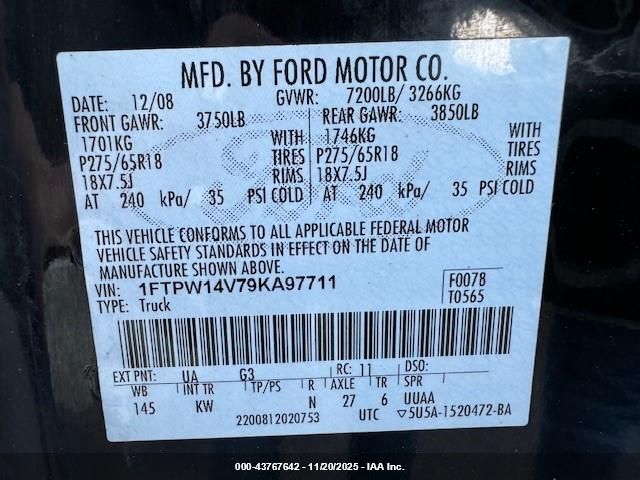 MFD. BY FORD MOTOR CO.
DATE: 12/08 GVWR: 7200LB/ 3266KG
FRONT GAWR: 3750LB REAR GAWR: 3850LB
1701KG WITH 1746KG WITH
P275/65R18 TIRES P275/65R18 TIRES
18X7.5J RIMS 18X7.5J RIMS
AT 240 kPa/ 35 PSI COLD AT 240 kPa/ 35 PSI COLD
Ford
THIS VEHICLE CONFORMS TO ALL APPLICABLE FEDERAL MOTOR
VEHICLE SAFETY STANDARDS IN EFFECT ON THE DATE OF
MANUFACTURE SHOWN ABOVE.
VIN: 1FTPW14V79KA97711 F0078
TYPE: Truck T0565
EXT PNT: UA G3 RC: 11 DSO:
WB INT TR TP/PS R AXLE TR SPR
145 KW N 27 6 UUAA
2200812020753 UTC ▽5U5A-1520472-BA
000-43767642 - 11/20/2025 - IAA Inc.